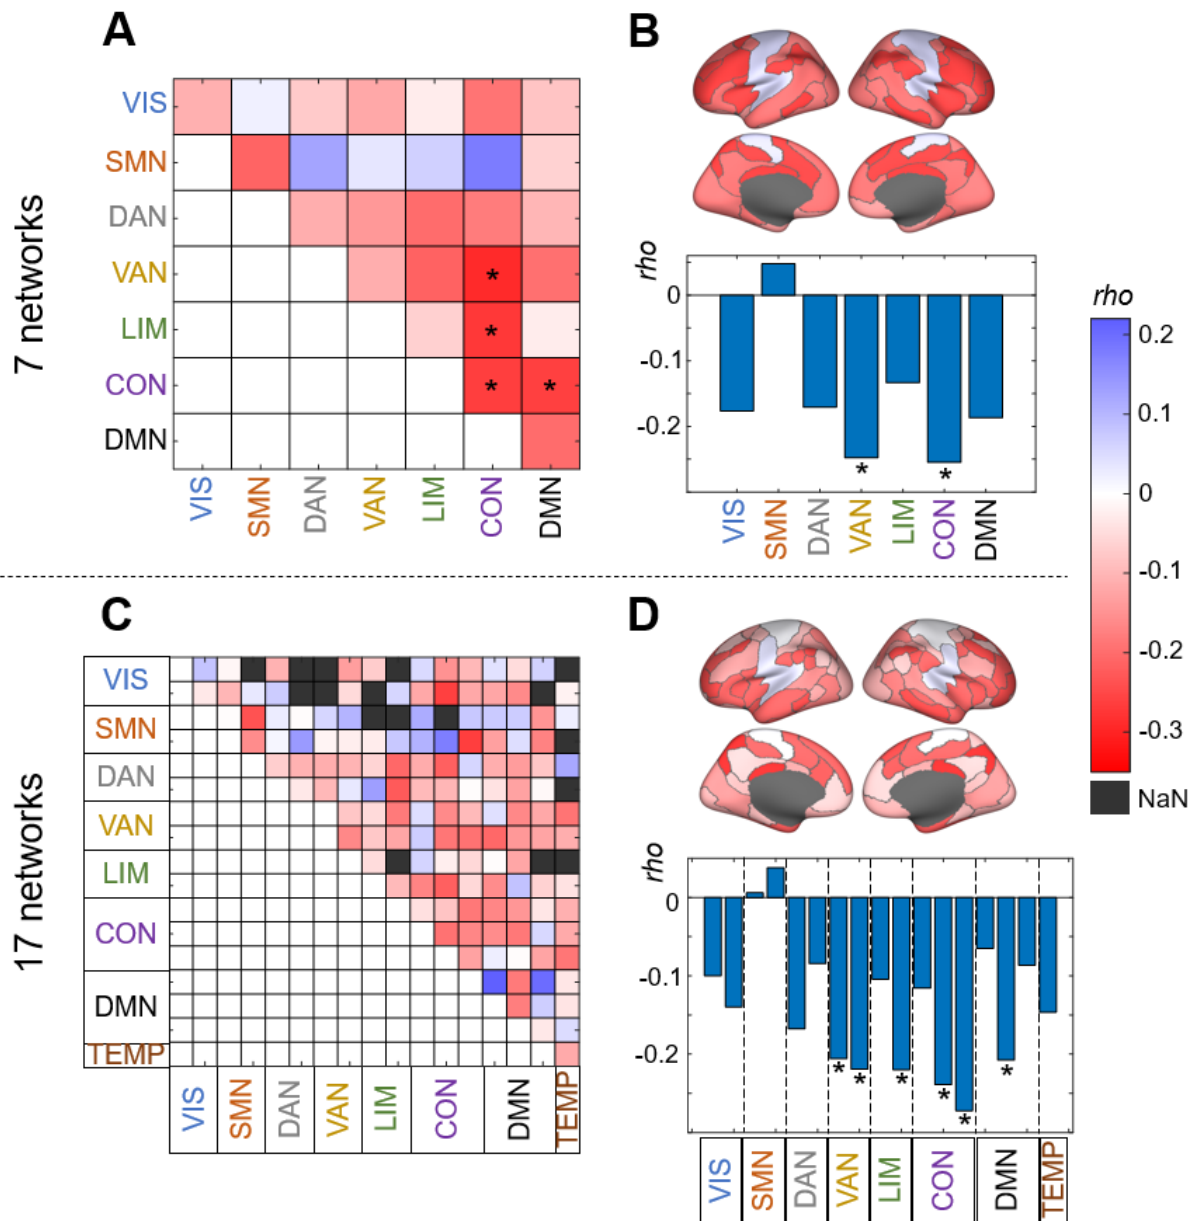 A
B
7 networks
VIS
SMN
DAN
VAN
LIM
CON
DMN
*
*
* *
VIS SMN DAN VAN LIM CON DMN
rho
0
-0.1
-0.2
* *
VIS SMN DAN VAN LIM CON DMN
rho
0.2
0.1
0
-0.1
-0.2
-0.3
NaN
C
D
17 networks
VIS
SMN
DAN
VAN
LIM
CON
DMN
TEMP
VIS SMN DAN VAN LIM CON DMN TEMP
rho
0
-0.1
-0.2
* * * * * *
VIS SMN DAN VAN LIM CON DMN TEMP